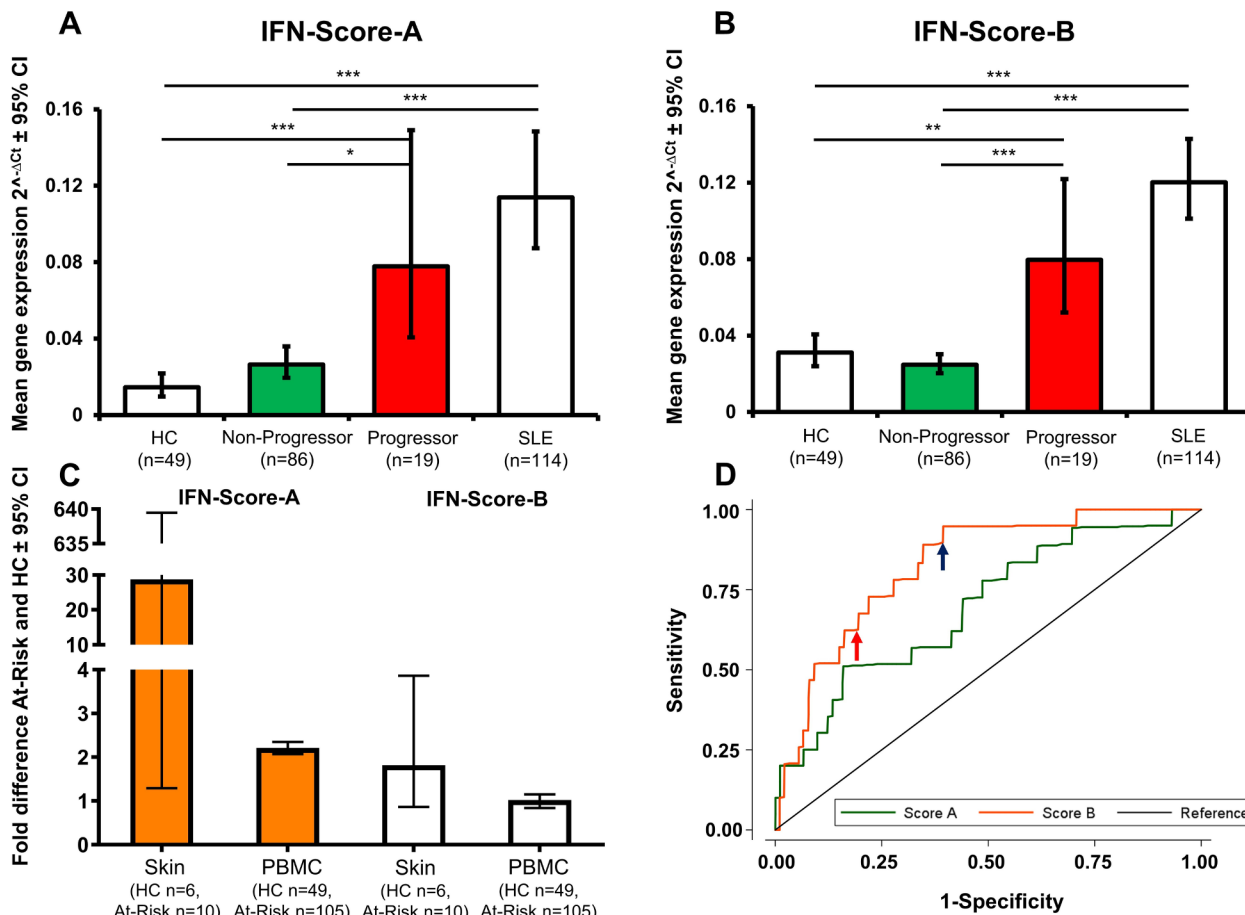 A
IFN-Score-A
Mean gene expression 2^-ΔCt ± 95% CI
***
***
***
*
0.16
0.12
0.08
0.04
0
HC
(n=49)
Non-Progressor
(n=86)
Progressor
(n=19)
SLE
(n=114)
B
IFN-Score-B
Mean gene expression 2^-ΔCt ± 95% CI
***
***
**
***
0.16
0.12
0.08
0.04
0
HC
(n=49)
Non-Progressor
(n=86)
Progressor
(n=19)
SLE
(n=114)
C
IFN-Score-A
IFN-Score-B
Fold difference At-Risk and HC ± 95% CI
640
635
30
20
10
4
3
2
1
0
Skin
(HC n=6,
At-Risk n=10)
PBMC
(HC n=49,
At-Risk n=105)
Skin
(HC n=6,
At-Risk n=10)
PBMC
(HC n=49,
At-Risk n=105)
D
Sensitivity
1.00
0.75
0.50
0.25
0.00
Score A
Score B
Reference
0.00
0.25
0.50
0.75
1.00
1-Specificity